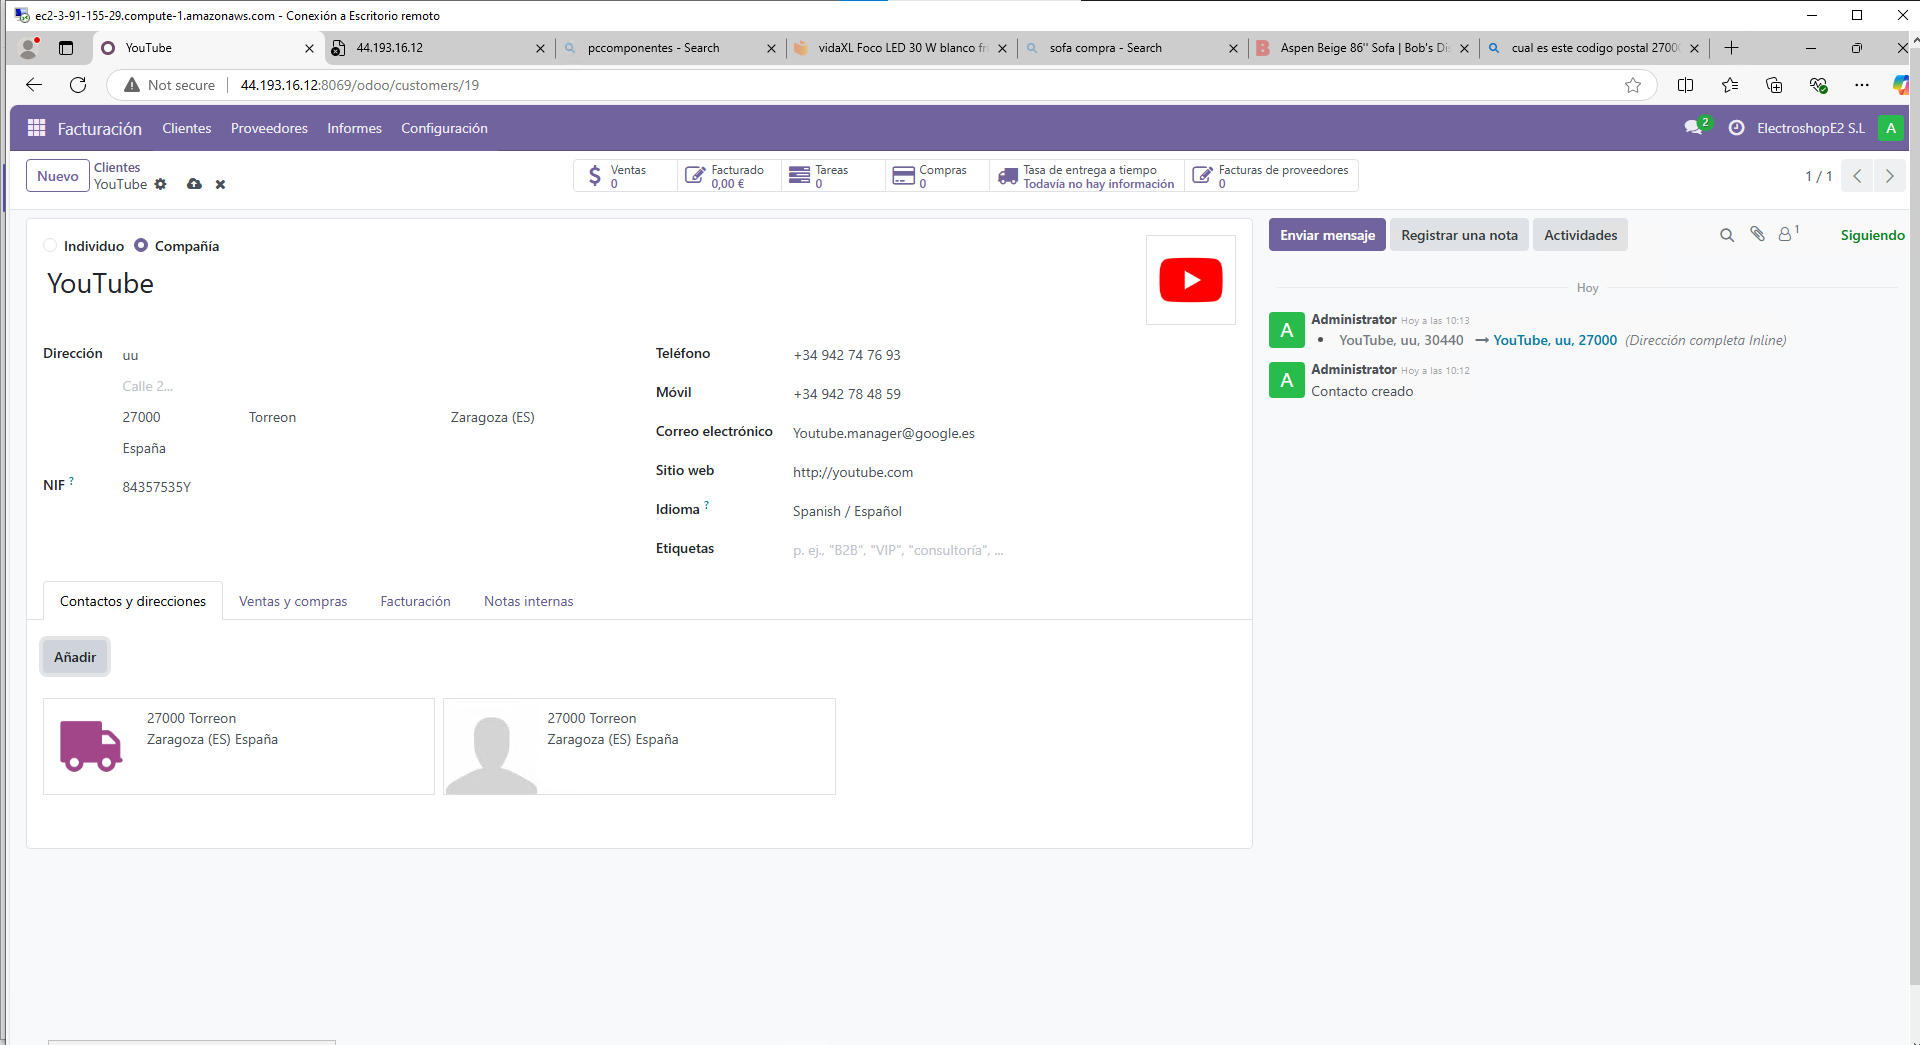 ec2-3-91-155-29.compute-1.amazonaws.com - Conexión a Escritorio remoto
YouTube
44.193.16.12
pccomponentes - Search
vidaXL Foco LED 30 W blanco fri
sofa compra - Search
Aspen Beige 86'' Sofa | Bob's Dis
cual es este codigo postal 2700
Not secure
44.193.16.12:8069/odoo/customers/19
Facturación
Clientes
Proveedores
Informes
Configuración
2
ElectroshopE2 S.L
A
Nuevo
Clientes
YouTube
Ventas
0
Facturado
0,00 €
Tareas
0
Compras
0
Tasa de entrega a tiempo
Todavía no hay información
Facturas de proveedores
0
1 / 1
Individuo
Compañía
YouTube
Dirección
uu
Calle 2...
27000
Torreon
Zaragoza (ES)
España
NIF ?
84357535Y
Teléfono
+34 942 74 76 93
Móvil
+34 942 78 48 59
Correo electrónico
Youtube.manager@google.es
Sitio web
http://youtube.com
Idioma ?
Spanish / Español
Etiquetas
p. ej., "B2B", "VIP", "consultoría", ...
Contactos y direcciones
Ventas y compras
Facturación
Notas internas
Añadir
27000 Torreon
Zaragoza (ES) España
27000 Torreon
Zaragoza (ES) España
Enviar mensaje
Registrar una nota
Actividades
1
Siguiendo
Hoy
A
Administrator Hoy a las 10:13
YouTube, uu, 30440 → YouTube, uu, 27000 (Dirección completa Inline)
A
Administrator Hoy a las 10:12
Contacto creado